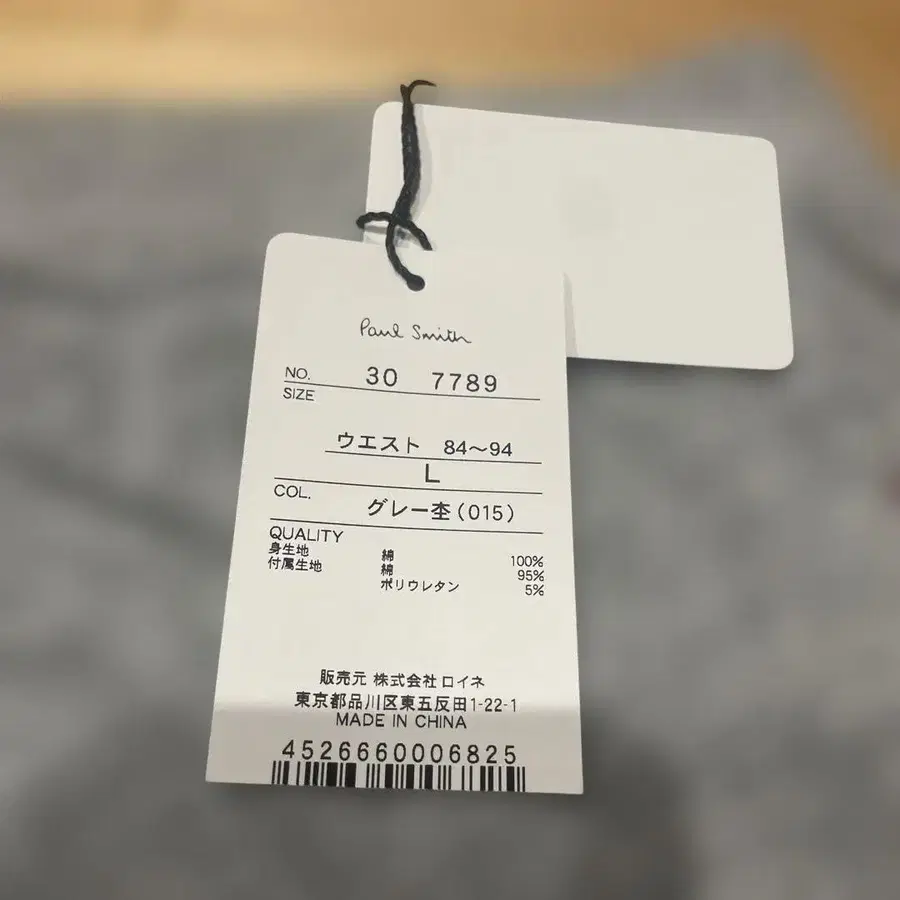 Paul Smith
NO. 30 7789
SIZE
ウエスト 84～94
L
COL.
グレー杢(015)
QUALITY
身生地 綿 100%
付属生地 綿 95%
ポリウレタン 5%
販売元 株式会社ロイネ
東京都品川区東五反田1-22-1
MADE IN CHINA
4526660006825